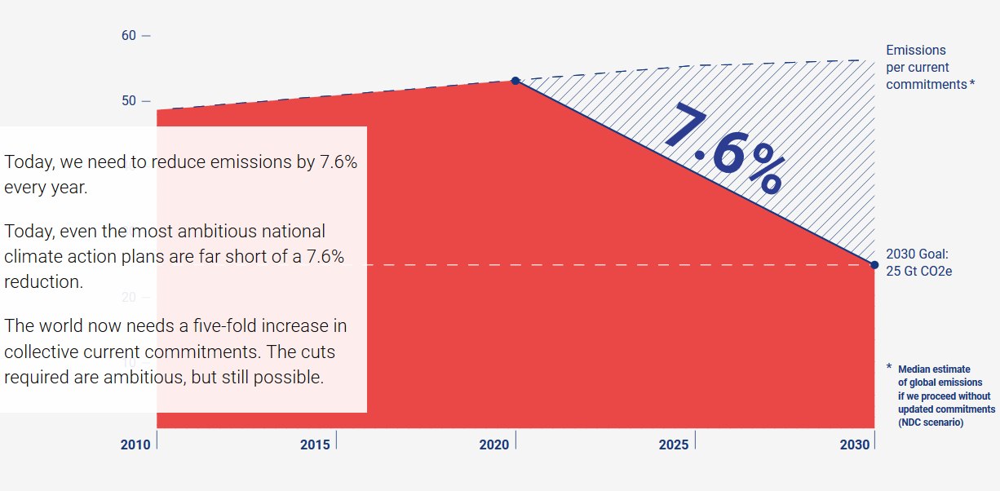 60
50
20
10
Emissions
per current
commitments *
7.6%
Today, we need to reduce emissions by 7.6%
every year.
Today, even the most ambitious national
climate action plans are far short of a 7.6%
reduction.
The world now needs a five-fold increase in
collective current commitments. The cuts
required are ambitious, but still possible.
2030 Goal:
25 Gt CO2e
* Median estimate
of global emissions
if we proceed without
updated commitments
(NDC scenario)
2010
2015
2020
2025
2030